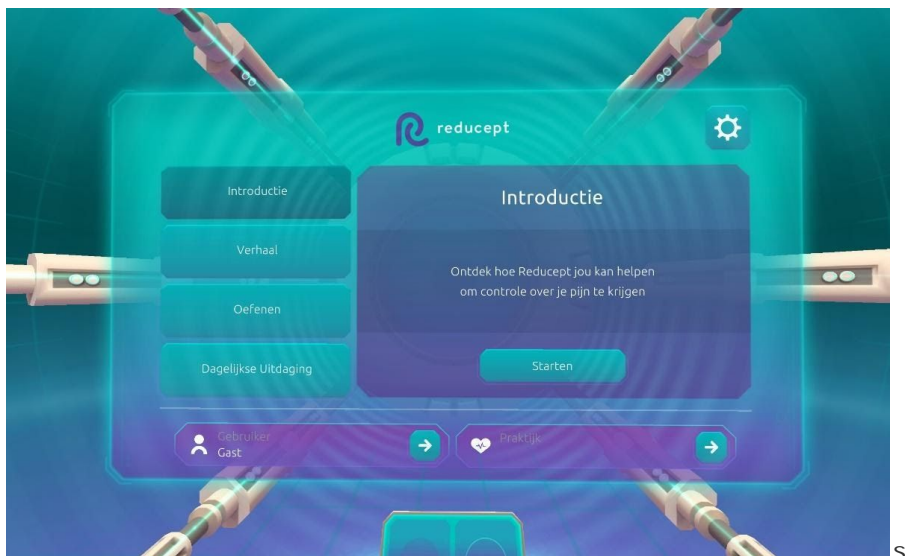 reducept
Introductie
Verhaal
Oefenen
Dagelijkse Uitdaging
Introductie
Ontdek hoe Reducept jou kan helpen
om controle over je pijn te krijgen
Starten
Gebruiker
Gast
Praktijk
s